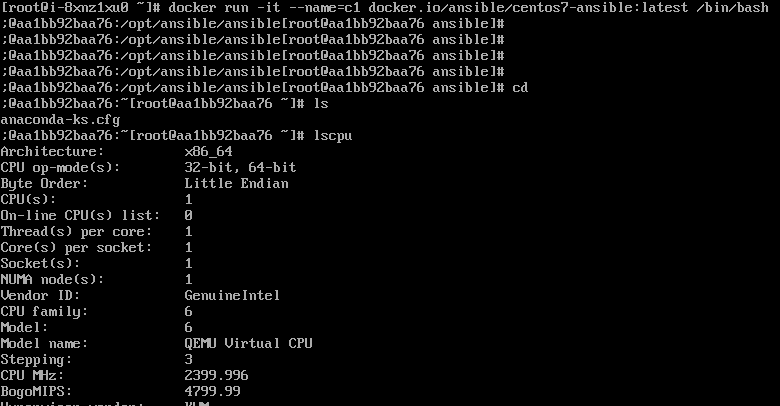 [root@i-8xnz1xu0 ~]# docker run -it --name=c1 docker.io/ansible/centos7-ansible:latest /bin/bash
;@aa1bb92baa76:/opt/ansible/ansible[root@aa1bb92baa76 ansible]#
;@aa1bb92baa76:/opt/ansible/ansible[root@aa1bb92baa76 ansible]#
;@aa1bb92baa76:/opt/ansible/ansible[root@aa1bb92baa76 ansible]#
;@aa1bb92baa76:/opt/ansible/ansible[root@aa1bb92baa76 ansible]#
;@aa1bb92baa76:/opt/ansible/ansible[root@aa1bb92baa76 ansible]# cd
;@aa1bb92baa76:~[root@aa1bb92baa76 ~]# ls
anaconda-ks.cfg
;@aa1bb92baa76:~[root@aa1bb92baa76 ~]# lscpu
Architecture: x86_64
CPU op-mode(s): 32-bit, 64-bit
Byte Order: Little Endian
CPU(s): 1
On-line CPU(s) list: 0
Thread(s) per core: 1
Core(s) per socket: 1
Socket(s): 1
NUMA node(s): 1
Vendor ID: GenuineIntel
CPU family: 6
Model: 6
Model name: QEMU Virtual CPU
Stepping: 3
CPU MHz: 2399.996
BogoMIPS: 4799.99
Hypervisor vendor: KVM